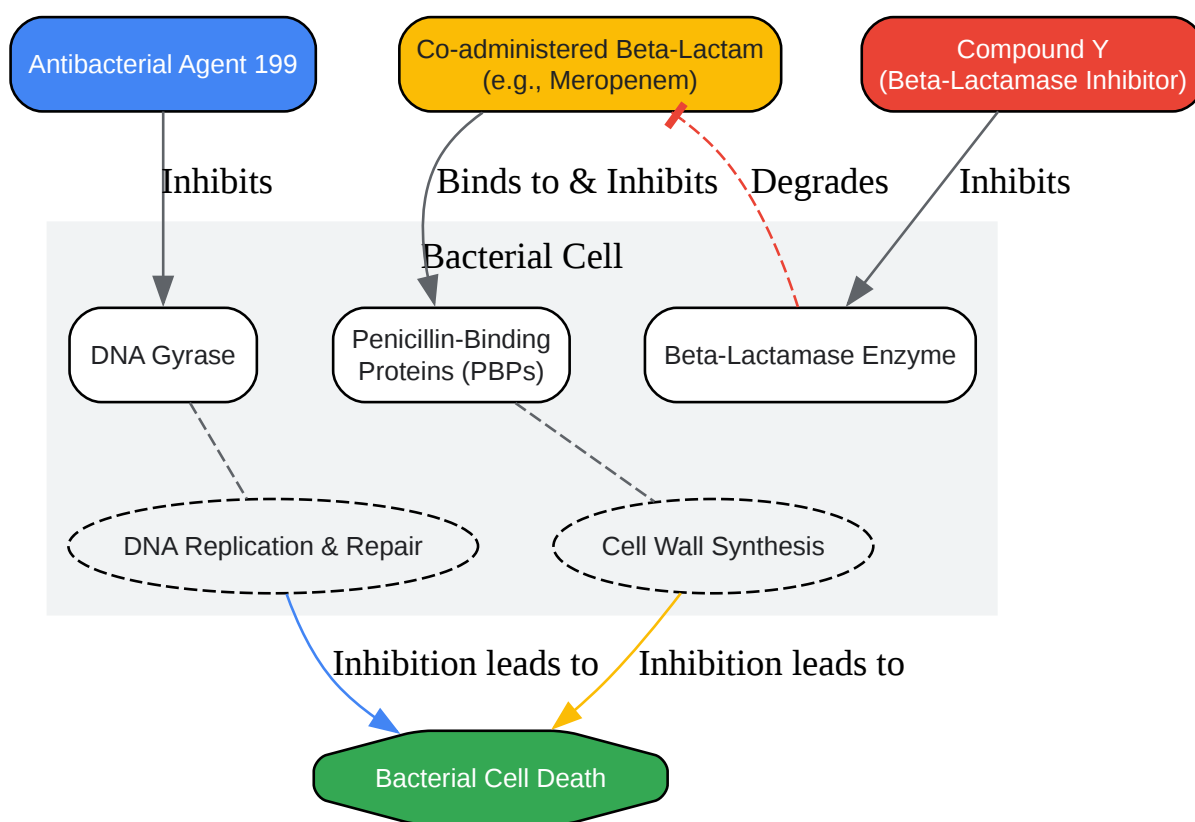 Antibacterial Agent 199
Co-administered Beta-Lactam
(e.g., Meropenem)
Compound Y
(Beta-Lactamase Inhibitor)
Inhibits
Binds to & Inhibits
Degrades
Inhibits
Bacterial Cell
DNA Gyrase
Penicillin-Binding
Proteins (PBPs)
Beta-Lactamase Enzyme
DNA Replication & Repair
Cell Wall Synthesis
Inhibition leads to
Inhibition leads to
Bacterial Cell Death